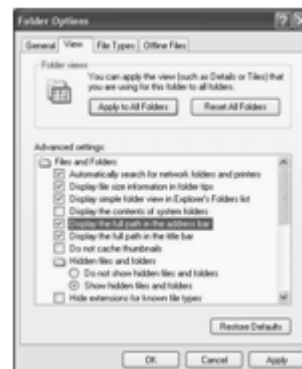 Folder Options
General View File Types Offline Files
Folder views
You can apply the view (such as Details or Tiles) that
you are using for this folder to all folders.
Apply to All Folders Reset All Folders
Advanced settings:
Files and Folders
Automatically search for network folders and printers
Display file size information in folder tips
Display simple folder view in Explorer's Folders list
Display the contents of system folders
Display the full path in the address bar
Display the full path in the title bar
Do not cache thumbnails
Hidden files and folders
Do not show hidden files and folders
Show hidden files and folders
Hide extensions for known file types
Restore Defaults
OK Cancel Apply